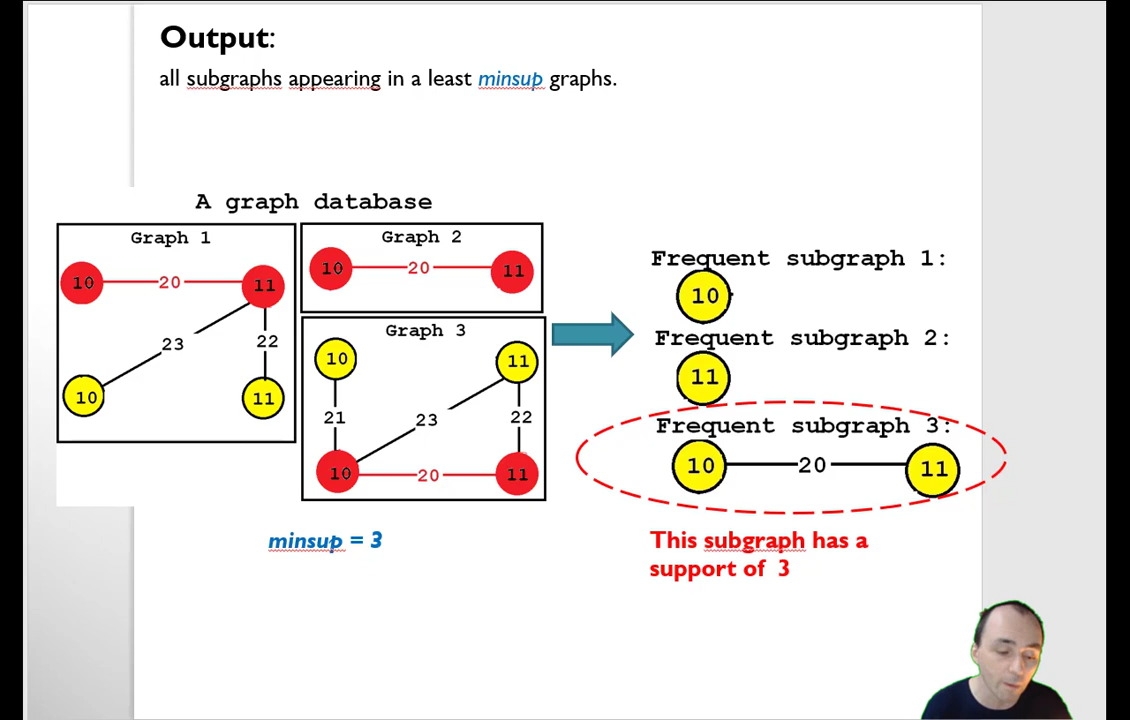 Output:
all subgraphs appearing in a least minsup graphs.
A graph database
Graph 1
10
20
11
23
22
10
11
Graph 2
10
20
11
Graph 3
10
11
21
23
22
10
20
11
minsup = 3
Frequent subgraph 1:
10
Frequent subgraph 2:
11
Frequent subgraph 3:
10
20
11
This subgraph has a
support of 3